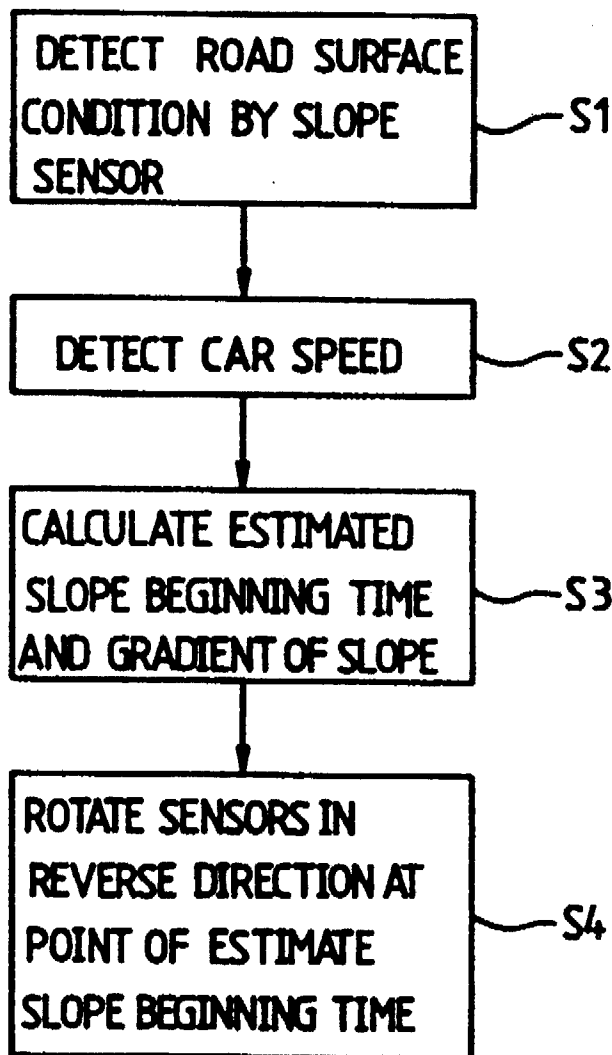 DETECT ROAD SURFACE
CONDITION BY SLOPE
SENSOR
S1
DETECT CAR SPEED
S2
CALCULATE ESTIMATED
SLOPE BEGINNING TIME
AND GRADIENT OF SLOPE
S3
ROTATE SENSORS IN
REVERSE DIRECTION AT
POINT OF ESTIMATE
SLOPE BEGINNING TIME
S4